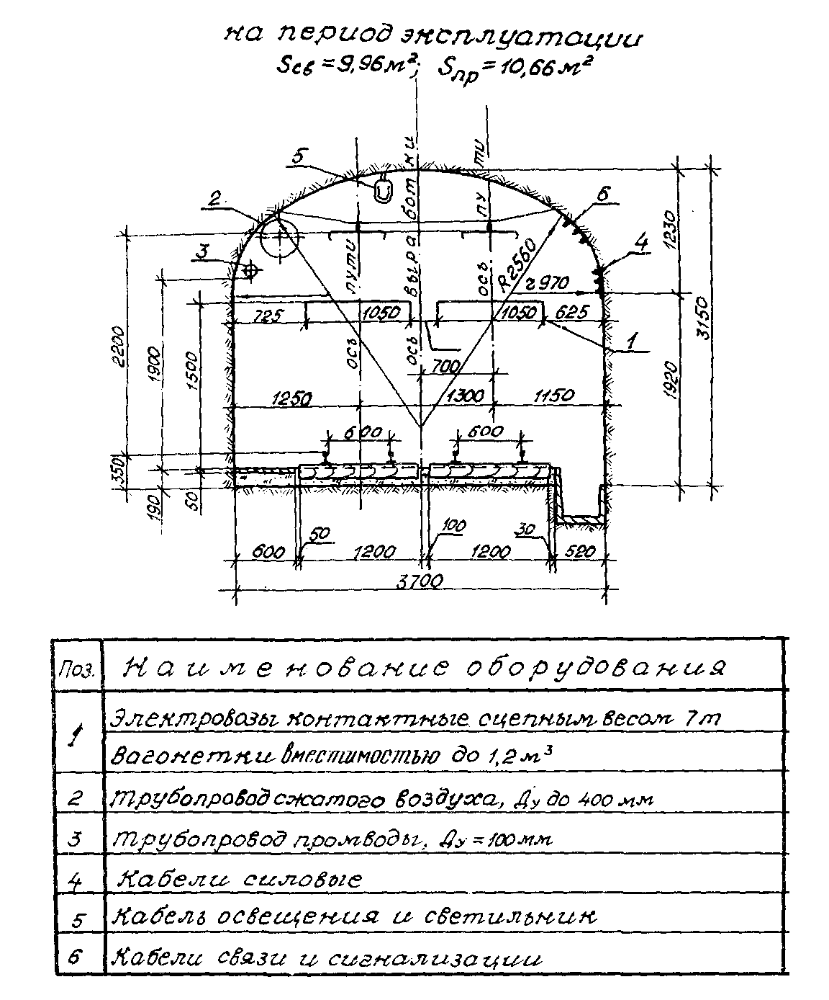 на период эксплуатации
Sсв = 9,96 м²; Sпр = 10,66 м²
5
2
3
6
4
1
ось пути
ось выработки
ось пути
R2560
r 970
725
1050
1050
625
700
1250
1300
1150
600
600
2200
1900
1500
350
190
50
1230
1920
3150
50
100
30
600
1200
1200
520
3700
Поз. Наименование оборудования
1 Электровозы контактные сцепным весом 7т
Вагонетки вместимостью до 1,2 м³
2 Трубопровод сжатого воздуха, Ду до 400 мм
3 Трубопровод промводы, Ду = 100 мм
4 Кабели силовые
5 Кабель освещения и светильник
6 Кабели связи и сигнализации